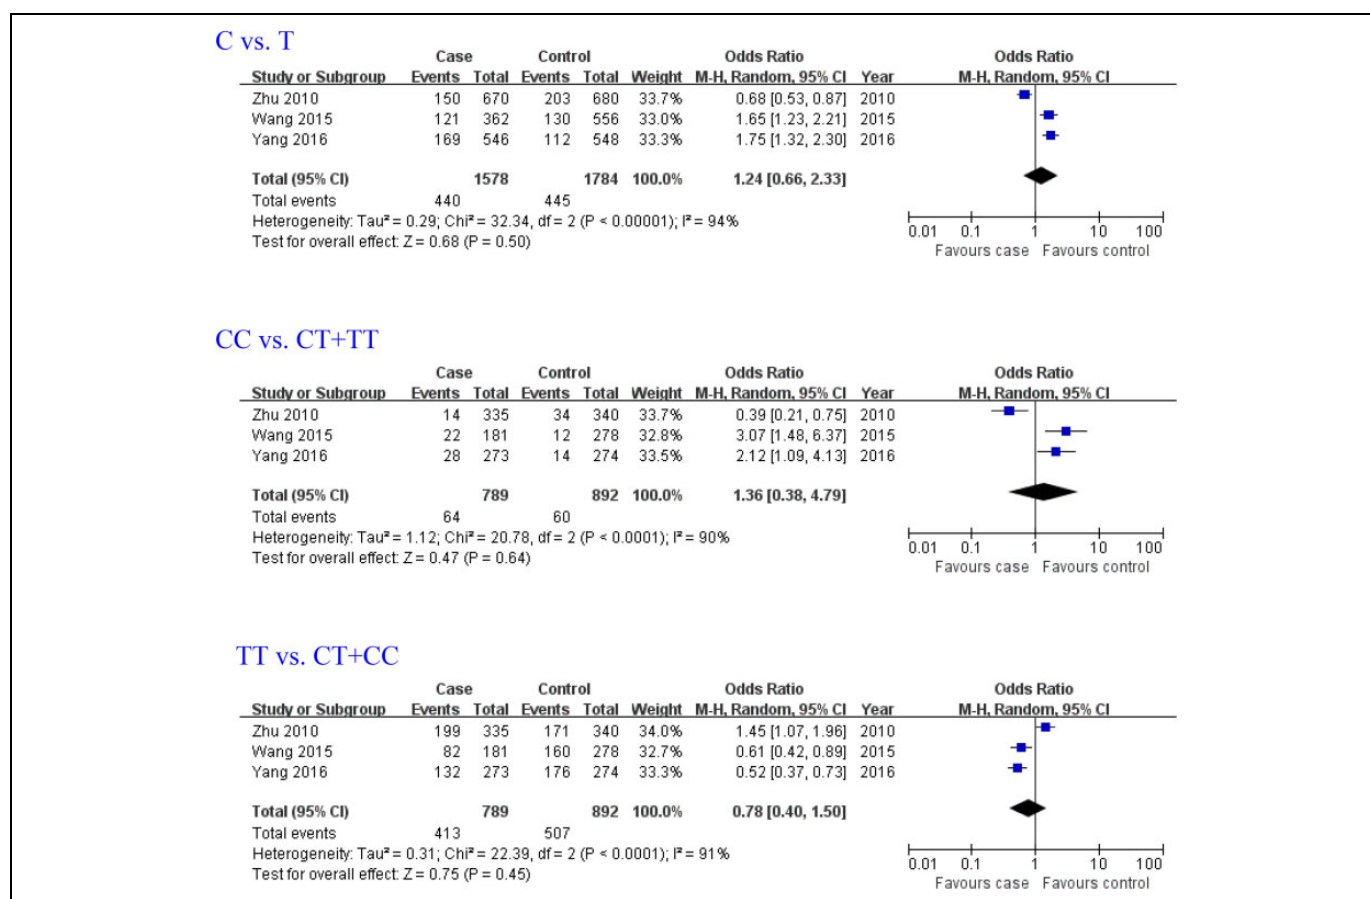 C vs. T
Case Control Odds Ratio Odds Ratio
Study or Subgroup Events Total Events Total Weight M-H, Random, 95% CI Year M-H, Random, 95% CI
Zhu 2010 150 670 203 680 33.7% 0.68 [0.53, 0.87] 2010
Wang 2015 121 362 130 556 33.0% 1.65 [1.23, 2.21] 2015
Yang 2016 169 546 112 548 33.3% 1.75 [1.32, 2.30] 2016
Total (95% CI) 1578 1784 100.0% 1.24 [0.66, 2.33]
Total events 440 445
Heterogeneity: Tau² = 0.29; Chi² = 32.34, df = 2 (P < 0.00001); I² = 94%
Test for overall effect: Z = 0.68 (P = 0.50)
0.01 0.1 1 10 100
Favours case Favours control
CC vs. CT+TT
Case Control Odds Ratio Odds Ratio
Study or Subgroup Events Total Events Total Weight M-H, Random, 95% CI Year M-H, Random, 95% CI
Zhu 2010 14 335 34 340 33.7% 0.39 [0.21, 0.75] 2010
Wang 2015 22 181 12 278 32.8% 3.07 [1.48, 6.37] 2015
Yang 2016 28 273 14 274 33.5% 2.12 [1.09, 4.13] 2016
Total (95% CI) 789 892 100.0% 1.36 [0.38, 4.79]
Total events 64 60
Heterogeneity: Tau² = 1.12; Chi² = 20.78, df = 2 (P < 0.0001); I² = 90%
Test for overall effect: Z = 0.47 (P = 0.64)
0.01 0.1 1 10 100
Favours case Favours control
TT vs. CT+CC
Case Control Odds Ratio Odds Ratio
Study or Subgroup Events Total Events Total Weight M-H, Random, 95% CI Year M-H, Random, 95% CI
Zhu 2010 199 335 171 340 34.0% 1.45 [1.07, 1.96] 2010
Wang 2015 82 181 160 278 32.7% 0.61 [0.42, 0.89] 2015
Yang 2016 132 273 176 274 33.3% 0.52 [0.37, 0.73] 2016
Total (95% CI) 789 892 100.0% 0.78 [0.40, 1.50]
Total events 413 507
Heterogeneity: Tau² = 0.31; Chi² = 22.39, df = 2 (P < 0.0001); I² = 91%
Test for overall effect: Z = 0.75 (P = 0.45)
0.01 0.1 1 10 100
Favours case Favours control